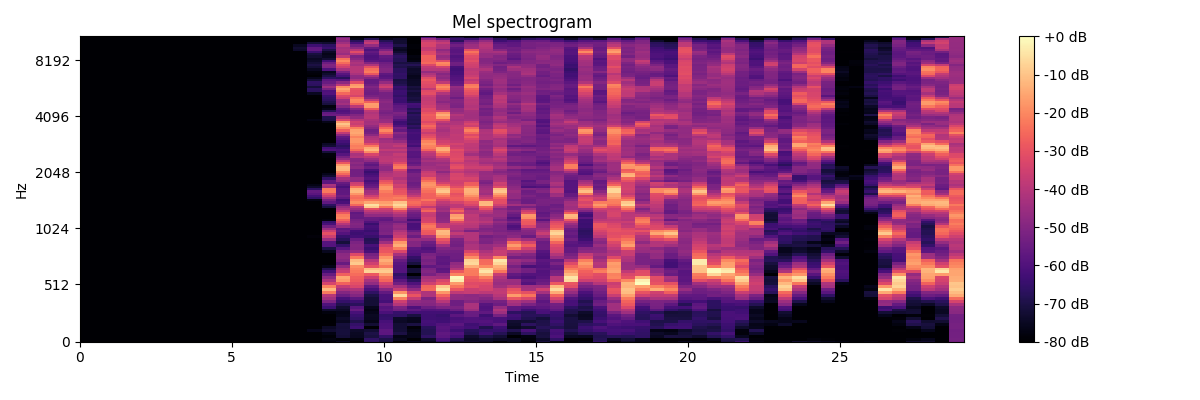 Mel spectrogram
8192
4096
2048
1024
512
0
Hz
0 5 10 15 20 25
Time
+0 dB
-10 dB
-20 dB
-30 dB
-40 dB
-50 dB
-60 dB
-70 dB
-80 dB